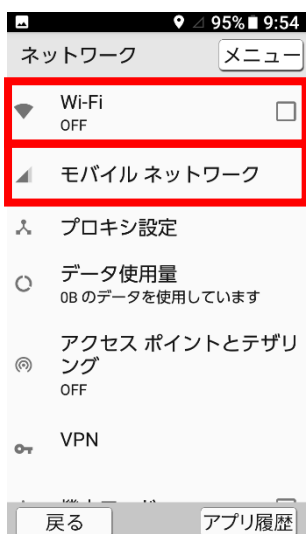 95% 9:54
ネットワーク メニュー
Wi-Fi
OFF
モバイル ネットワーク
プロキシ設定
データ使用量
0B のデータを使用しています
アクセス ポイントとテザリ
ング
OFF
VPN
戻る アプリ履歴